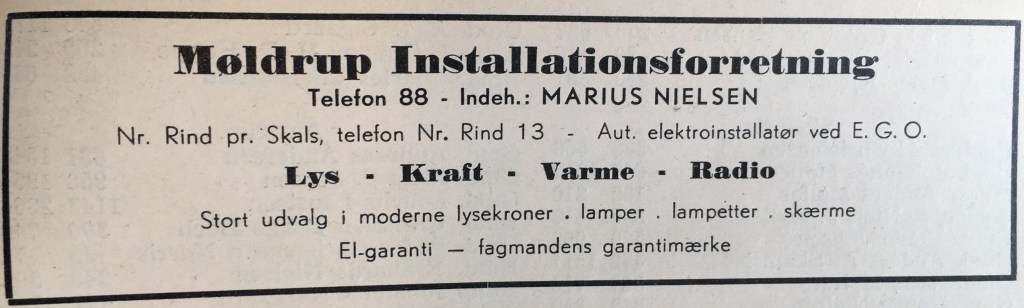 Møldrup Installationsforretning
Telefon 88 - Indeh.: MARIUS NIELSEN
Nr. Rind pr. Skals, telefon Nr. Rind 13 - Aut. elektroinstallatør ved E. G. O.
Lys - Kraft - Varme - Radio
Stort udvalg i moderne lysekroner . lamper . lampetter . skærme
El-garanti — fagmandens garantimærke